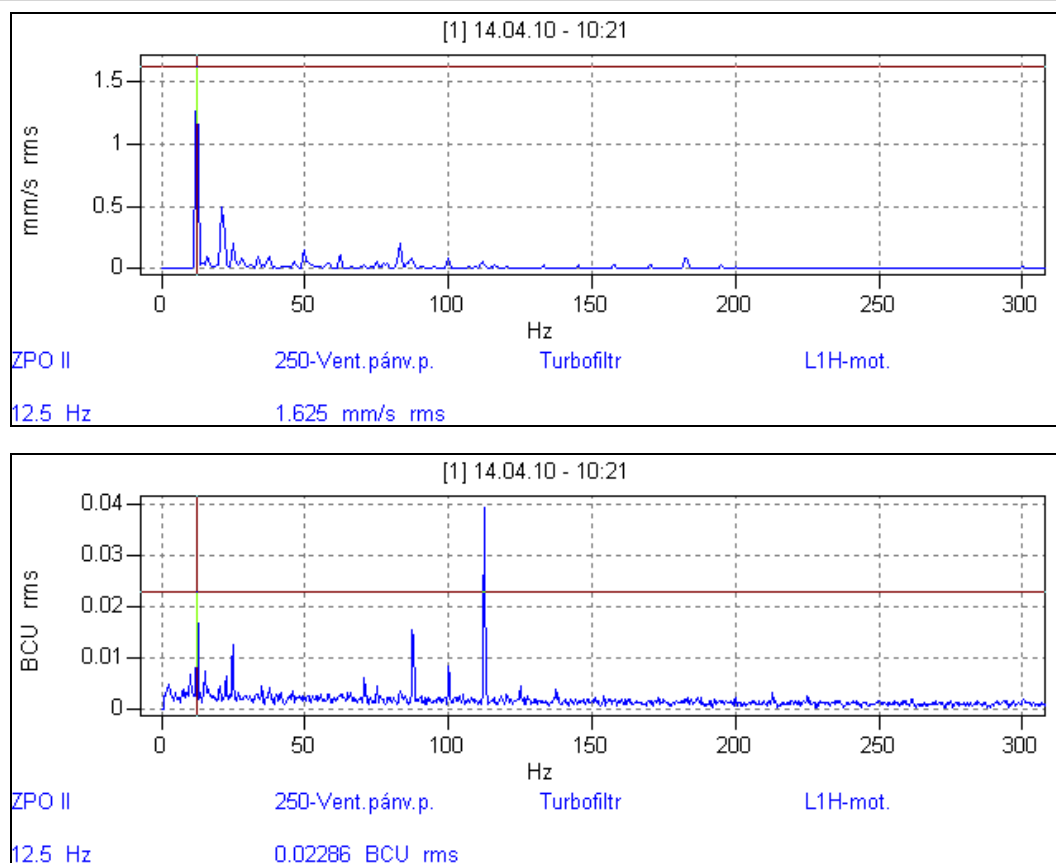 [1] 14.04.10 - 10:21
mm/s rms
1.5
1
0.5
0
0 50 100 150 200 250 300
Hz
ZPO II 250-Vent.pánv.p. Turbofiltr L1H-mot.
12.5 Hz 1.625 mm/s rms
[1] 14.04.10 - 10:21
BCU rms
0.04
0.03
0.02
0.01
0
0 50 100 150 200 250 300
Hz
ZPO II 250-Vent.pánv.p. Turbofiltr L1H-mot.
12.5 Hz 0.02286 BCU rms